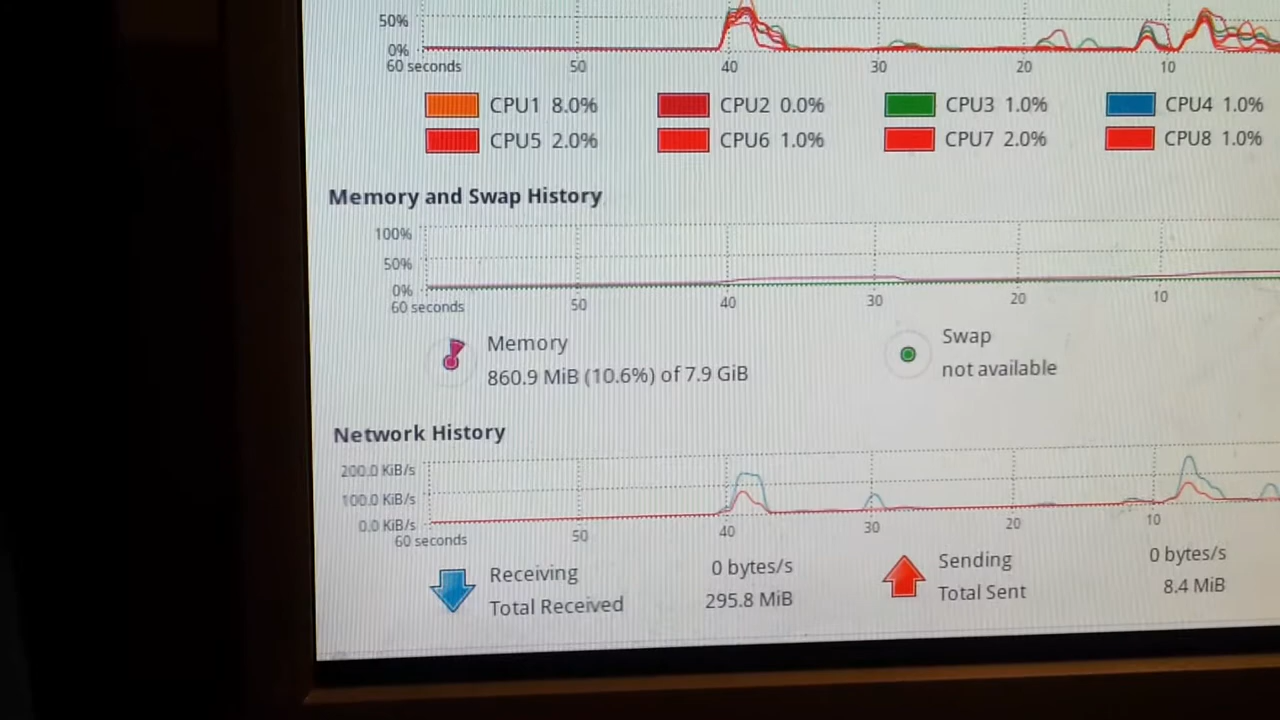 50%
0%
60 seconds 50 40 30 20 10
CPU1 8.0% CPU2 0.0% CPU3 1.0% CPU4 1.0%
CPU5 2.0% CPU6 1.0% CPU7 2.0% CPU8 1.0%
Memory and Swap History
100%
50%
0%
60 seconds 50 40 30 20 10
Memory Swap
860.9 MiB (10.6%) of 7.9 GiB not available
Network History
200.0 KiB/s
100.0 KiB/s
0.0 KiB/s
60 seconds 50 40 30 20 10
Receiving 0 bytes/s Sending 0 bytes/s
Total Received 295.8 MiB Total Sent 8.4 MiB